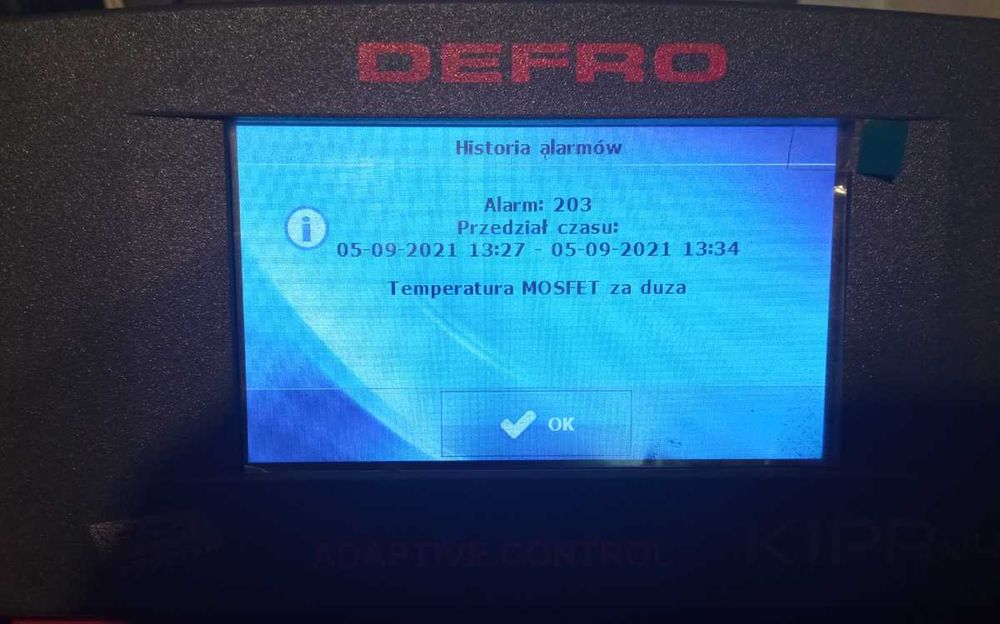 DEFRO
Historia alarmów
Alarm: 203
Przedział czasu:
05-09-2021 13:27 - 05-09-2021 13:34
Temperatura MOSFET za duza
OK
ADAPTIVE CONTROL